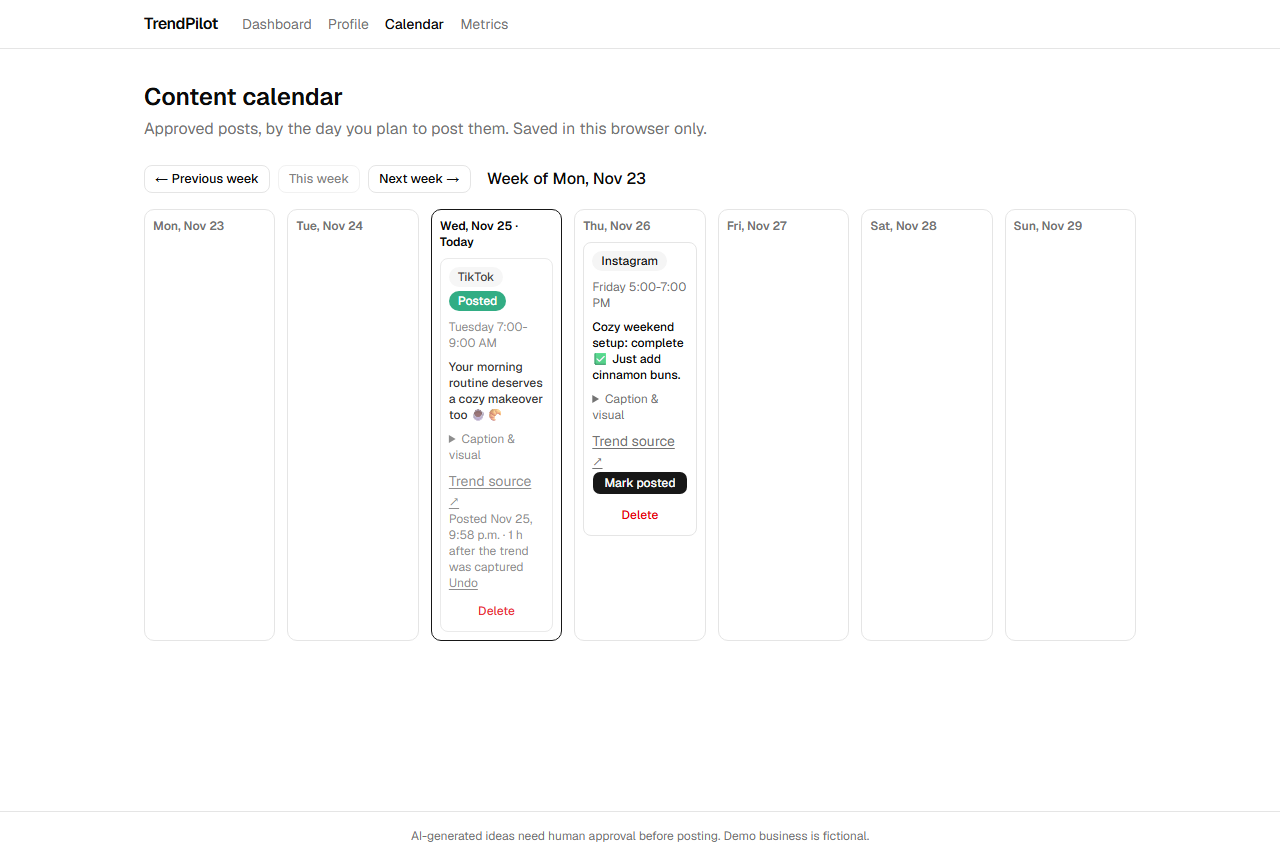 TrendPilot Dashboard Profile Calendar Metrics
Content calendar
Approved posts, by the day you plan to post them. Saved in this browser only.
← Previous week This week Next week → Week of Mon, Nov 23
Mon, Nov 23
Tue, Nov 24
Wed, Nov 25 ·
Today
TikTok
Posted
Tuesday 7:00-
9:00 AM
Your morning
routine deserves
a cozy makeover
too 🧶 🥐
▶ Caption &
visual
Trend source
↗
Posted Nov 25,
9:58 p.m. · 1 h
after the trend
was captured
Undo
Delete
Thu, Nov 26
Instagram
Friday 5:00-7:00
PM
Cozy weekend
setup: complete
✅ Just add
cinnamon buns.
▶ Caption &
visual
Trend source
↗
Mark posted
Delete
Fri, Nov 27
Sat, Nov 28
Sun, Nov 29
AI-generated ideas need human approval before posting. Demo business is fictional.